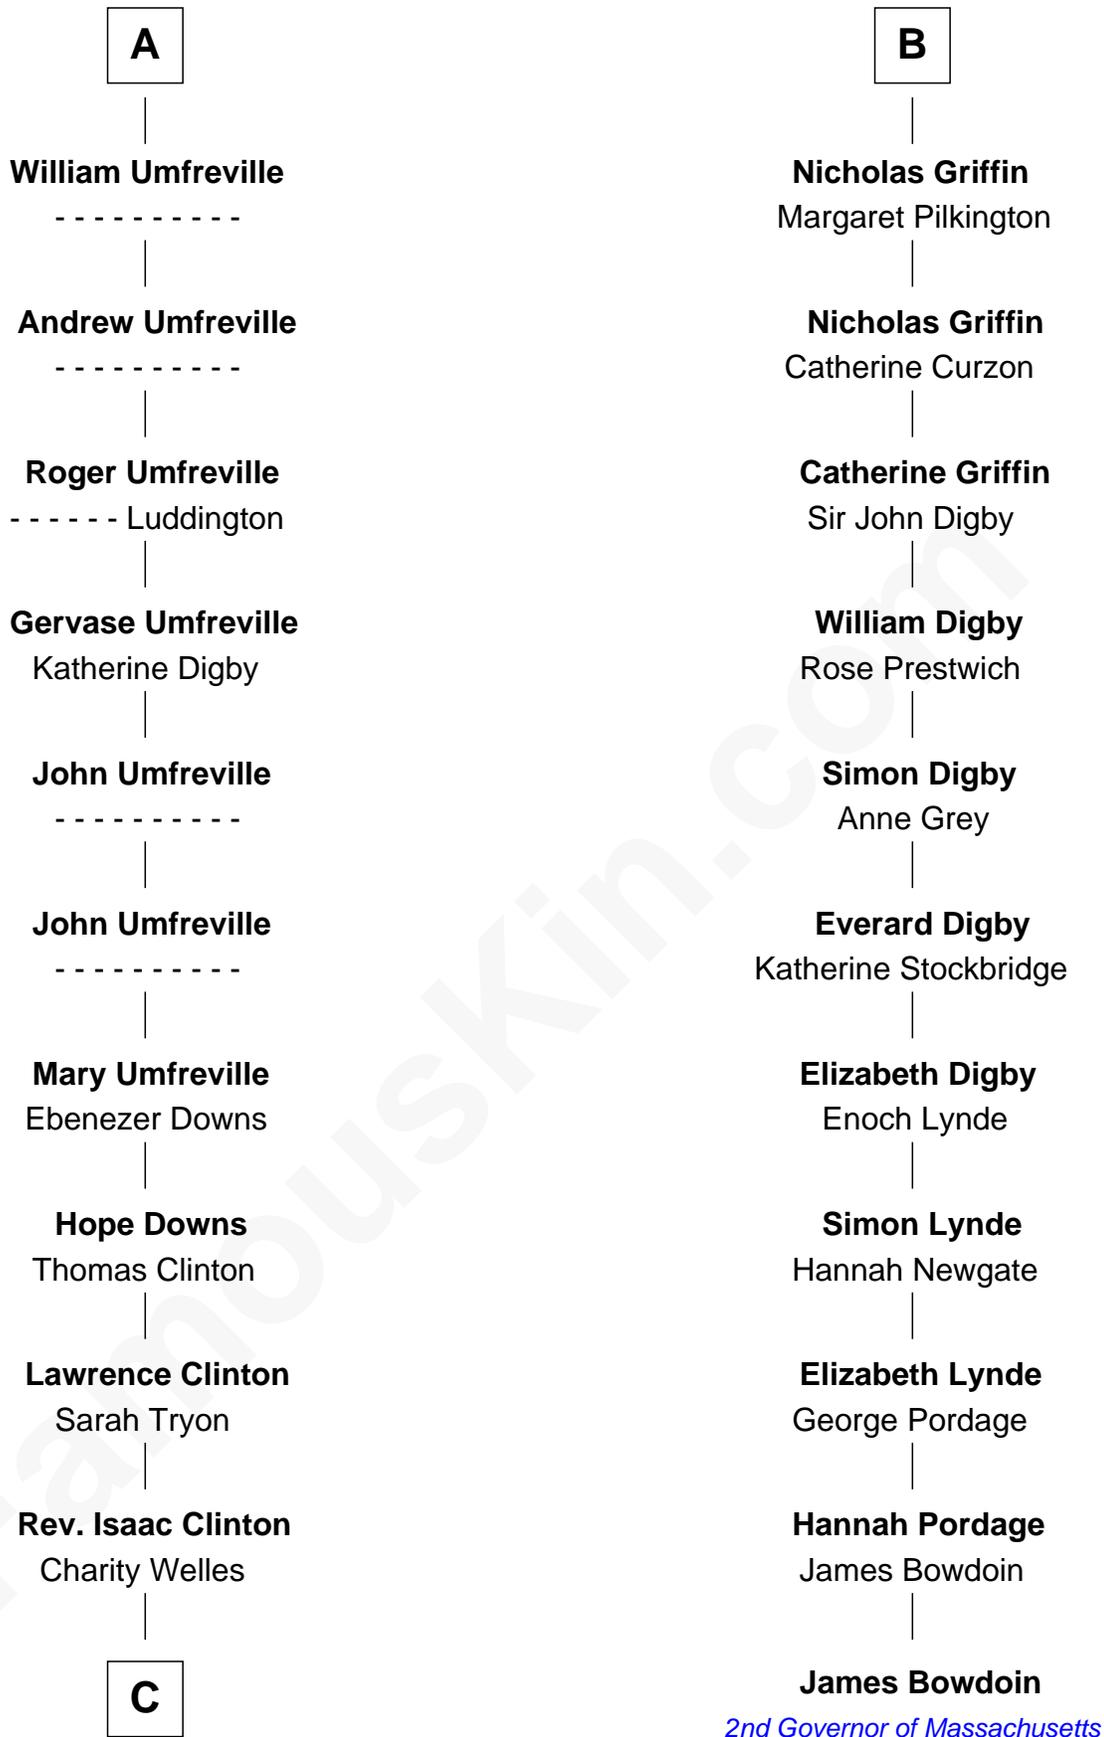 A
William Umfreville
- - - - - - - - - -
Andrew Umfreville
- - - - - - - - - -
Roger Umfreville
- - - - - - Luddington
Gervase Umfreville
Katherine Digby
John Umfreville
- - - - - - - - - -
John Umfreville
- - - - - - - - - -
Mary Umfreville
Ebenezer Downs
Hope Downs
Thomas Clinton
Lawrence Clinton
Sarah Tryon
Rev. Isaac Clinton
Charity Welles
C
B
Nicholas Griffin
Margaret Pilkington
Nicholas Griffin
Catherine Curzon
Catherine Griffin
Sir John Digby
William Digby
Rose Prestwich
Simon Digby
Anne Grey
Everard Digby
Katherine Stockbridge
Elizabeth Digby
Enoch Lynde
Simon Lynde
Hannah Newgate
Elizabeth Lynde
George Pordage
Hannah Pordage
James Bowdoin
James Bowdoin
2nd Governor of Massachusetts
FamousKin.com